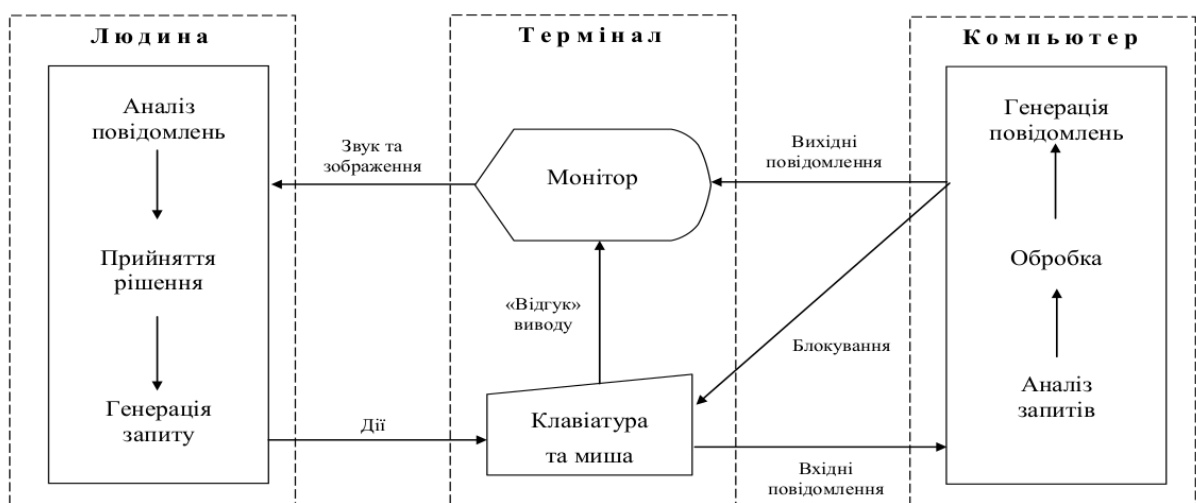 Людина
Аналіз
повідомлень
Прийняття
рішення
Генерація
запиту
Звук та
зображення
Дії
Термінал
Монітор
«Відгук»
виводу
Клавіатура
та миша
Вихідні
повідомлення
Блокування
Вхідні
повідомлення
Компьютер
Генерація
повідомлень
Обробка
Аналіз
запитів